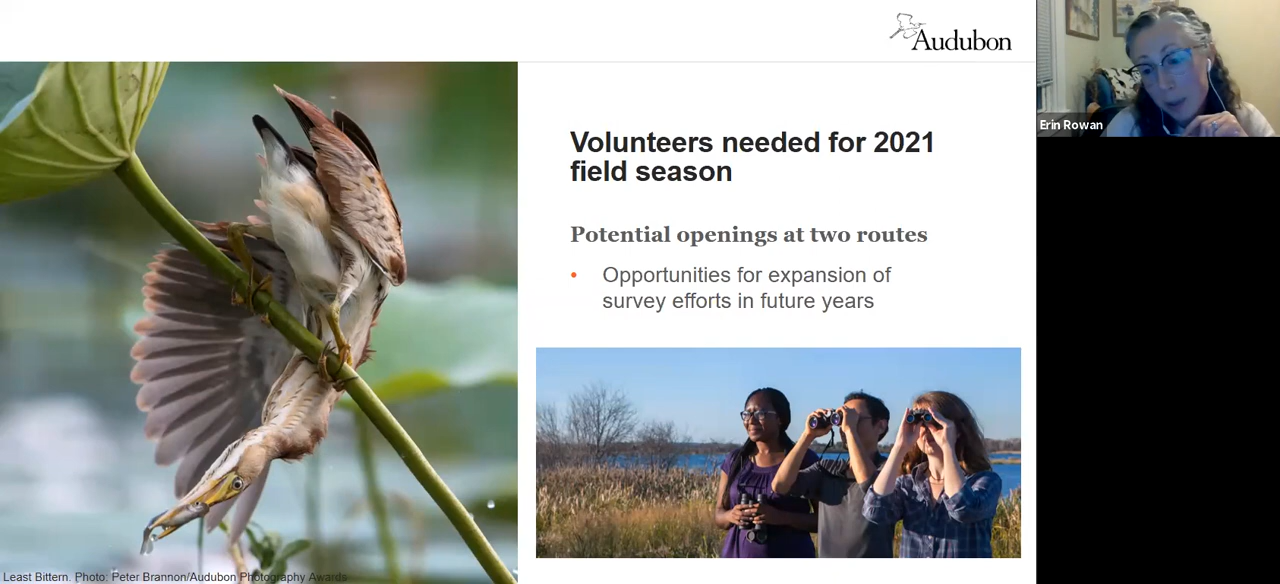 Audubon
Erin Rowan
Volunteers needed for 2021
field season
Potential openings at two routes
• Opportunities for expansion of
survey efforts in future years
Least Bittern. Photo: Peter Brannon/Audubon Photography Awards